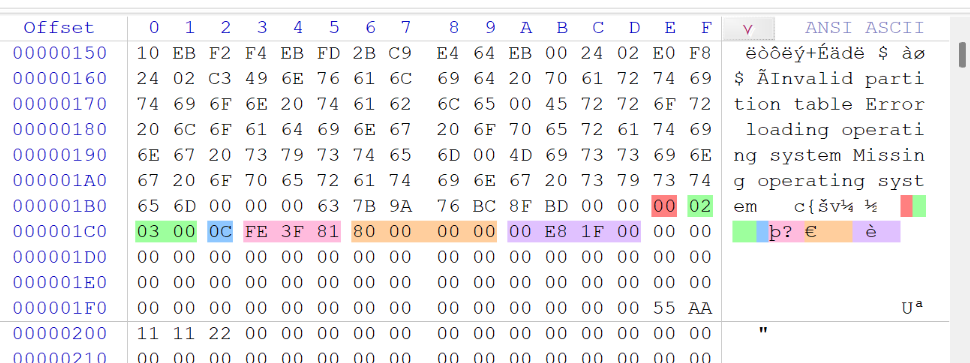 Offset 0 1 2 3 4 5 6 7 8 9 A B C D E F ANSI ASCII
00000150 10 EB F2 F4 EB FD 2B C9 E4 64 EB 00 24 02 E0 F8 ëòôëý+Éädë $ àø
00000160 24 02 C3 49 6E 76 61 6C 69 64 20 70 61 72 74 69 $ ÃInvalid parti
00000170 74 69 6F 6E 20 74 61 62 6C 65 00 45 72 72 6F 72 tion table Error
00000180 20 6C 6F 61 64 69 6E 67 20 6F 70 65 72 61 74 69 loading operati
00000190 6E 67 20 73 79 73 74 65 6D 00 4D 69 73 73 69 6E ng system Missin
000001A0 67 20 6F 70 65 72 61 74 69 6E 67 20 73 79 73 74 g operating syst
000001B0 65 6D 00 00 00 63 7B 9A 76 BC 8F BD 00 00 00 02 em c{šv¼ ½
000001C0 03 00 0C FE 3F 81 80 00 00 00 00 E8 1F 00 00 00 þ? € è
000001D0 00 00 00 00 00 00 00 00 00 00 00 00 00 00 00 00
000001E0 00 00 00 00 00 00 00 00 00 00 00 00 00 00 00 00
000001F0 00 00 00 00 00 00 00 00 00 00 00 00 00 00 55 AA Uª
00000200 11 11 22 00 00 00 00 00 00 00 00 00 00 00 00 00 "
00000210 00 00 00 00 00 00 00 00 00 00 00 00 00 00 00 00